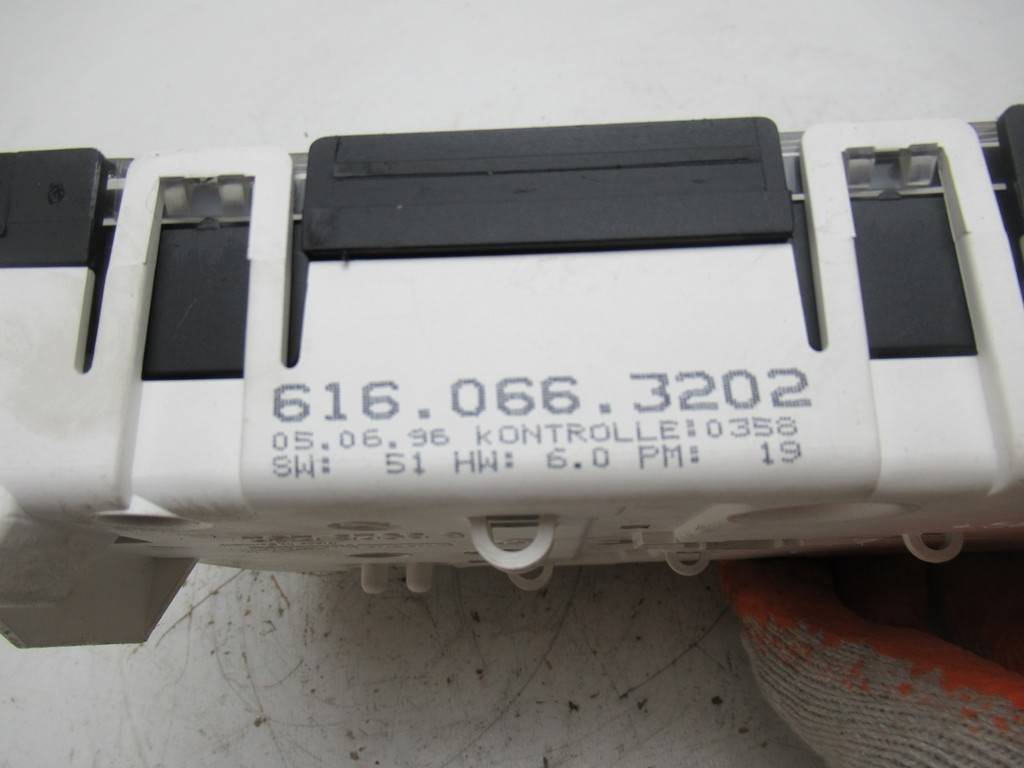 616.066.3202
05.06.96 KONTROLLE:0358
SW: 51 HW: 6.0 PM: 19